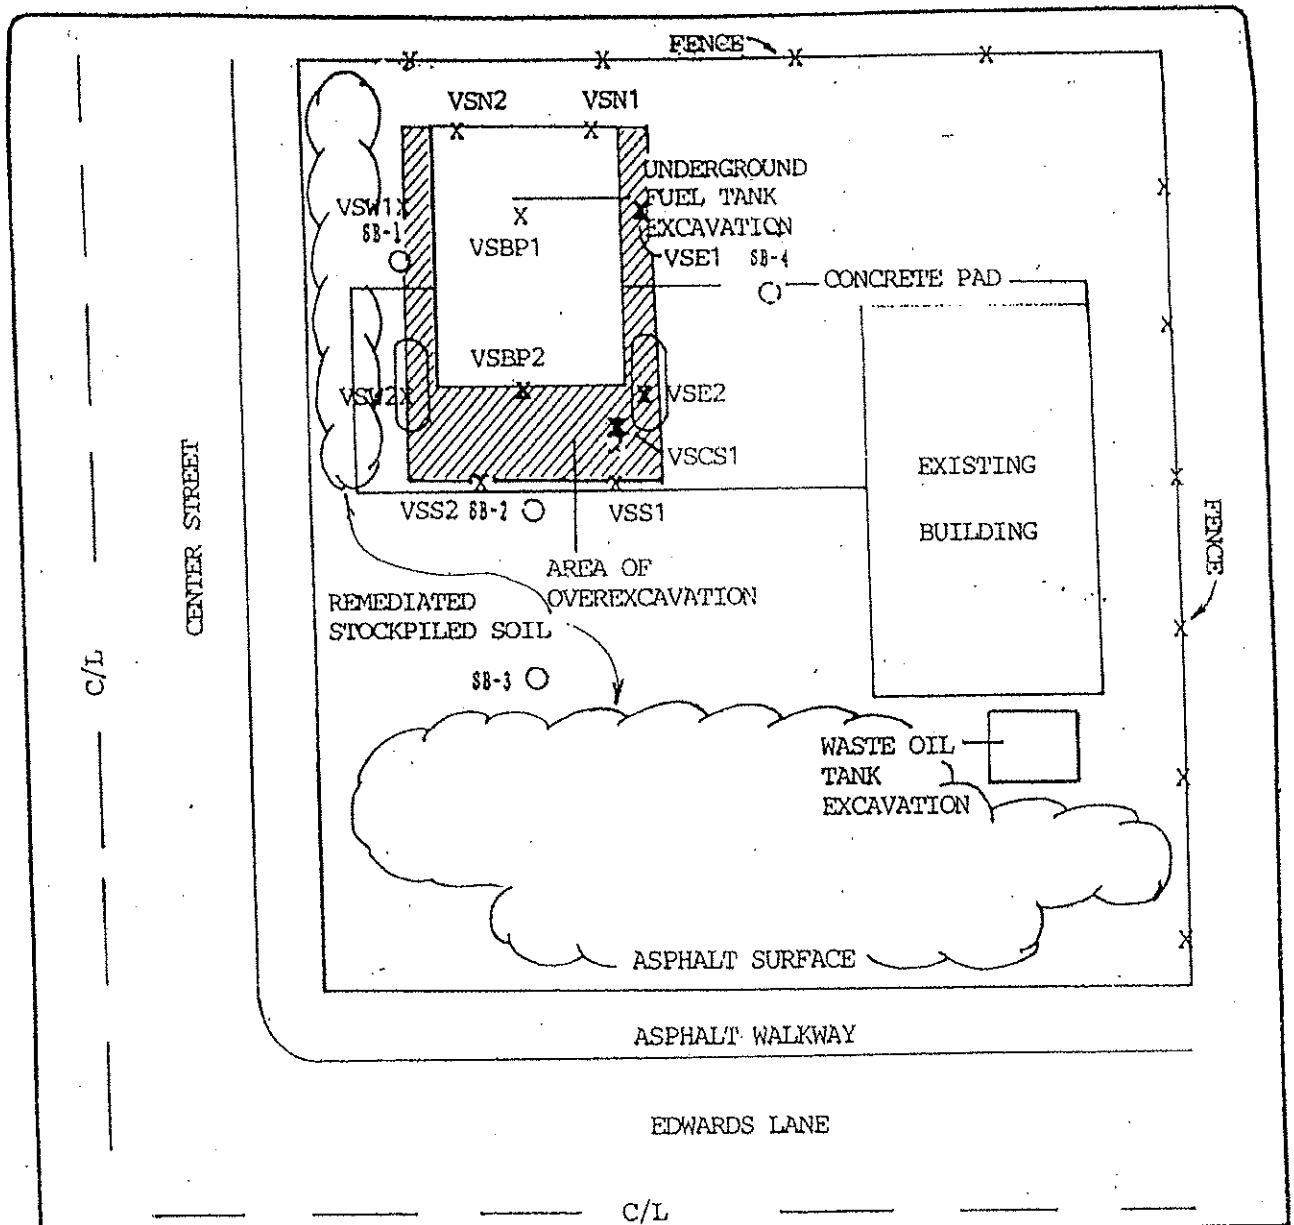 FENCE
VSN2
VSN1
UNDERGROUND
FUEL TANK
EXCAVATION
VSW1X
SB-1
VSBP1
VSE1
SB-4
CONCRETE PAD
VSBP2
VSW2X
VSE2
VSCS1
EXISTING
BUILDING
VSS2
SB-2
VSS1
CENTER STREET
FENCE
AREA OF
OVEREXCAVATION
REMEDIATED
STOCKPILED SOIL
C/L
SB-3
WASTE OIL
TANK
EXCAVATION
ASPHALT SURFACE
ASPHALT WALKWAY
EDWARDS LANE
C/L